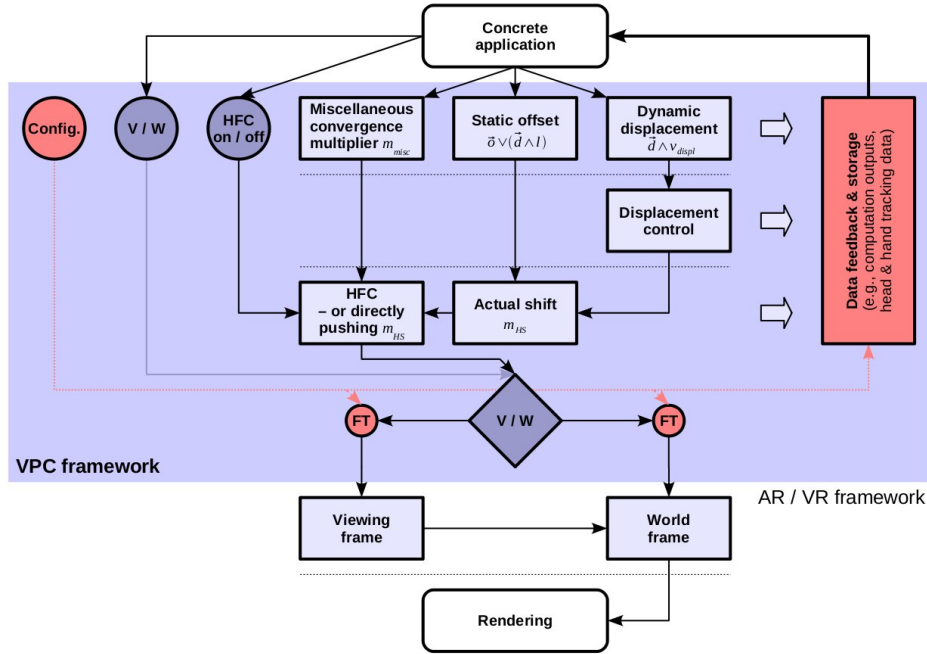 Concrete
application
Config.
V / W
HFC
on / off
Miscellaneous
convergence
multiplier m_misc
Static offset
o⃗ ∨ (d⃗ ∧ l)
Dynamic
displacement
d⃗ ∧ v_displ
Data feedback & storage
(e.g., computation outputs,
head & hand tracking data)
Displacement
control
HFC
– or directly
pushing m_HS
Actual shift
m_HS
V / W
FT
FT
VPC framework
AR / VR framework
Viewing
frame
World
frame
Rendering